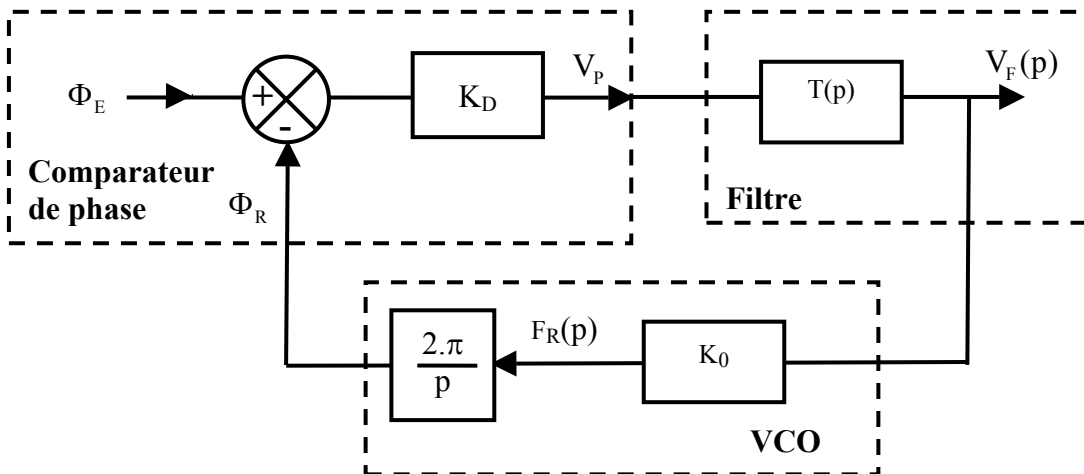 Φ_E
+
-
K_D
V_P
Comparateur
de phase
Φ_R
T(p)
V_F(p)
Filtre
2.π
p
F_R(p)
K_0
VCO